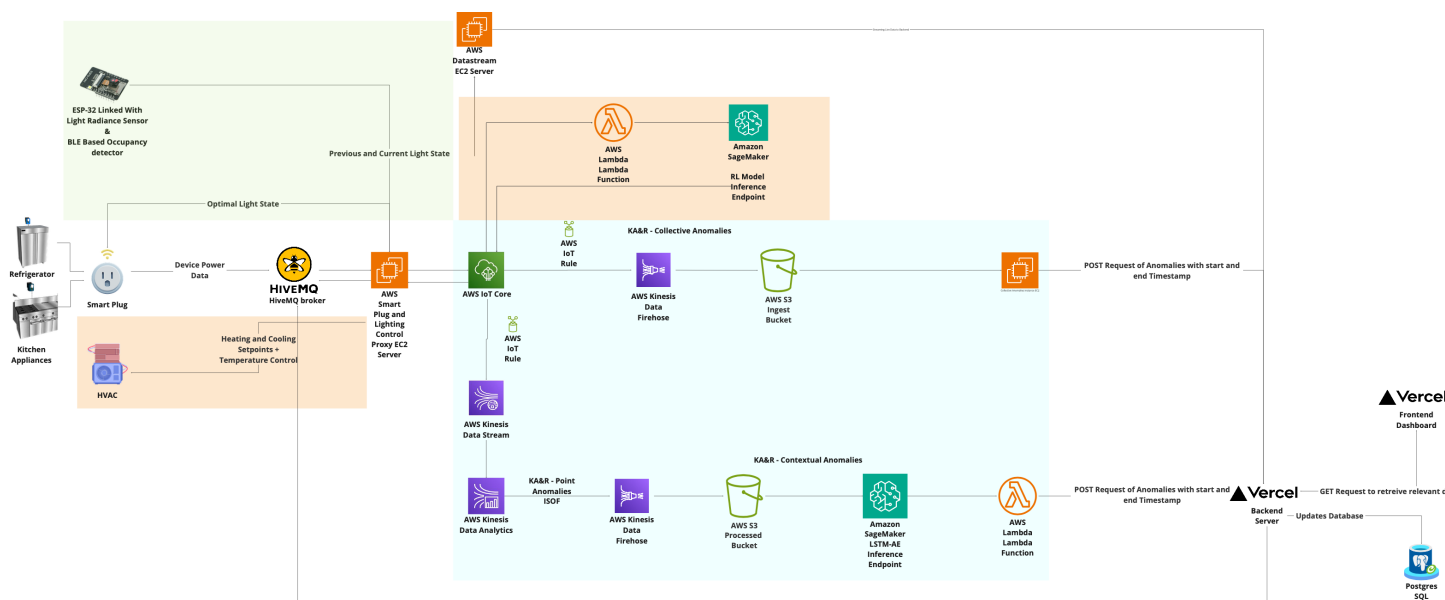 AWS
Datastream
EC2 Server
ESP-32 Linked With
Light Radiance Sensor
&
BLE Based Occupancy
detector
Previous and Current Light State
AWS
Lambda
Lambda
Function
Amazon
SageMaker
RL Model
Inference
Endpoint
Optimal Light State
KA&R - Collective Anomalies
AWS
IoT
Rule
Refrigerator
Smart Plug
Device Power
Data
HIVEMQ
HiveMQ broker
AWS
Smart
Plug and
Lighting
Control
Proxy EC2
Server
AWS IoT Core
AWS Kinesis
Data
Firehose
AWS S3
Ingest
Bucket
POST Request of Anomalies with start and
end Timestamp
Kitchen
Appliances
Heating and Cooling
Setpoints +
Temperature Control
HVAC
AWS
IoT
Rule
AWS Kinesis
Data Stream
Vercel
Frontend
Dashboard
KA&R - Contextual Anomalies
KA&R - Point
Anomalies
ISOF
AWS Kinesis
Data Analytics
AWS Kinesis
Data
Firehose
AWS S3
Processed
Bucket
Amazon
SageMaker
LSTM-AE
Inference
Endpoint
AWS
Lambda
Lambda
Function
POST Request of Anomalies with start and
end Timestamp
Vercel
Backend
Server
GET Request to retreive relevant
Updates Database
Postgres
SQL